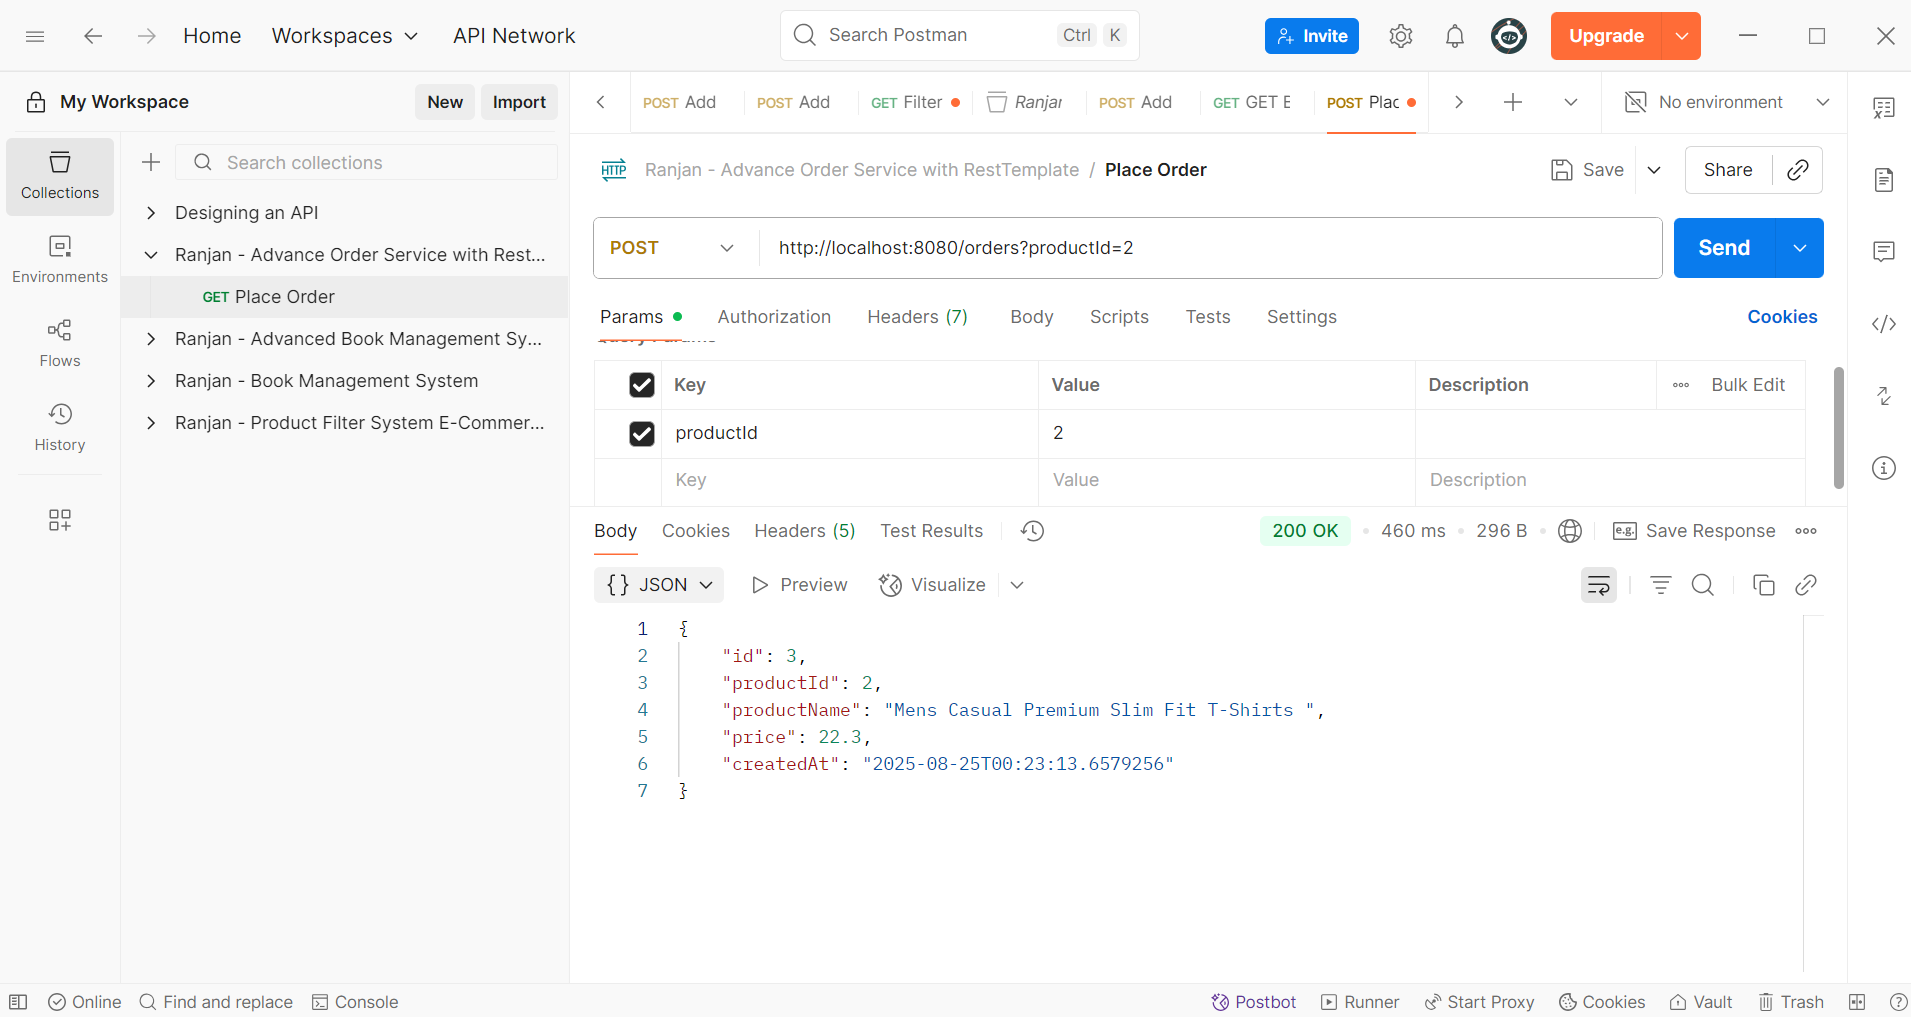 Home Workspaces API Network Search Postman Ctrl K Invite Upgrade
My Workspace New Import
POST Add POST Add GET Filter Ranjar POST Add GET GET E POST Plac No environment
Collections
Environments
Flows
History
Search collections
Designing an API
Ranjan - Advance Order Service with Rest...
GET Place Order
Ranjan - Advanced Book Management Sy...
Ranjan - Book Management System
Ranjan - Product Filter System E-Commer...
HTTP Ranjan - Advance Order Service with RestTemplate / Place Order Save Share
POST http://localhost:8080/orders?productId=2 Send
Params Authorization Headers (7) Body Scripts Tests Settings Cookies
Query Params
Key Value Description Bulk Edit
productId 2
Key Value Description
Body Cookies Headers (5) Test Results 200 OK 460 ms 296 B e.g. Save Response
{} JSON Preview Visualize
1 {
2 "id": 3,
3 "productId": 2,
4 "productName": "Mens Casual Premium Slim Fit T-Shirts ",
5 "price": 22.3,
6 "createdAt": "2025-08-25T00:23:13.6579256"
7 }
Online Find and replace Console Postbot Runner Start Proxy Cookies Vault Trash